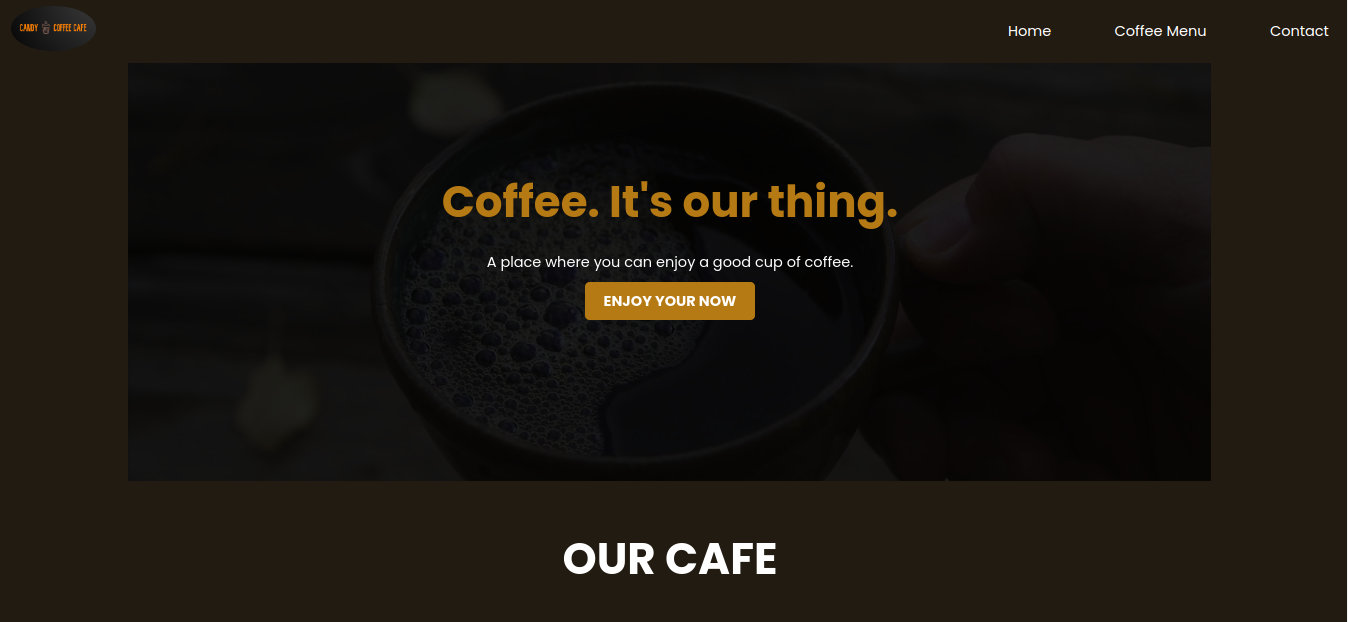 CANDY COFFEE CAFE
Home
Coffee Menu
Contact
Coffee. It's our thing.
A place where you can enjoy a good cup of coffee.
ENJOY YOUR NOW
OUR CAFE